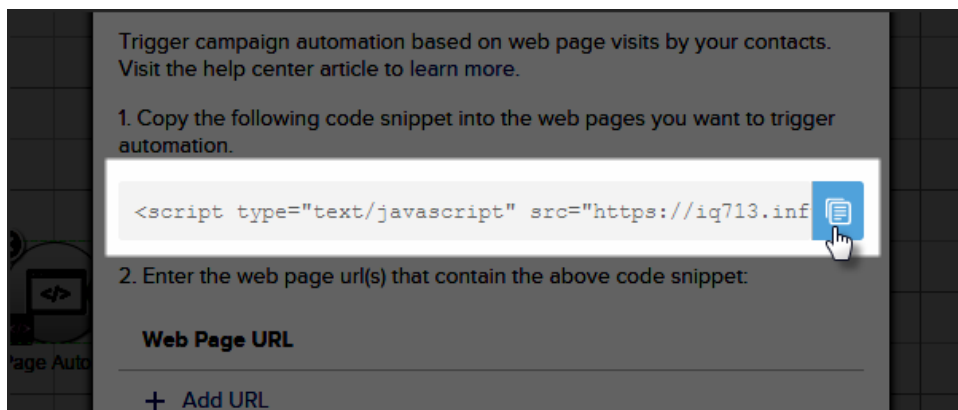 Trigger campaign automation based on web page visits by your contacts.
Visit the help center article to learn more.
1. Copy the following code snippet into the web pages you want to trigger
automation.
<script type="text/javascript" src="https://iq713.inf
2. Enter the web page url(s) that contain the above code snippet:
</>
Page Auto
Web Page URL
+ Add URL